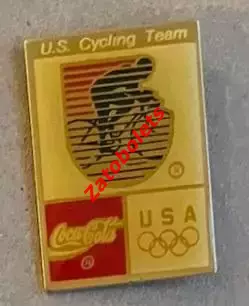 U.S. Cycling Team
Zatobolets
®
Coca-Cola
USA
®